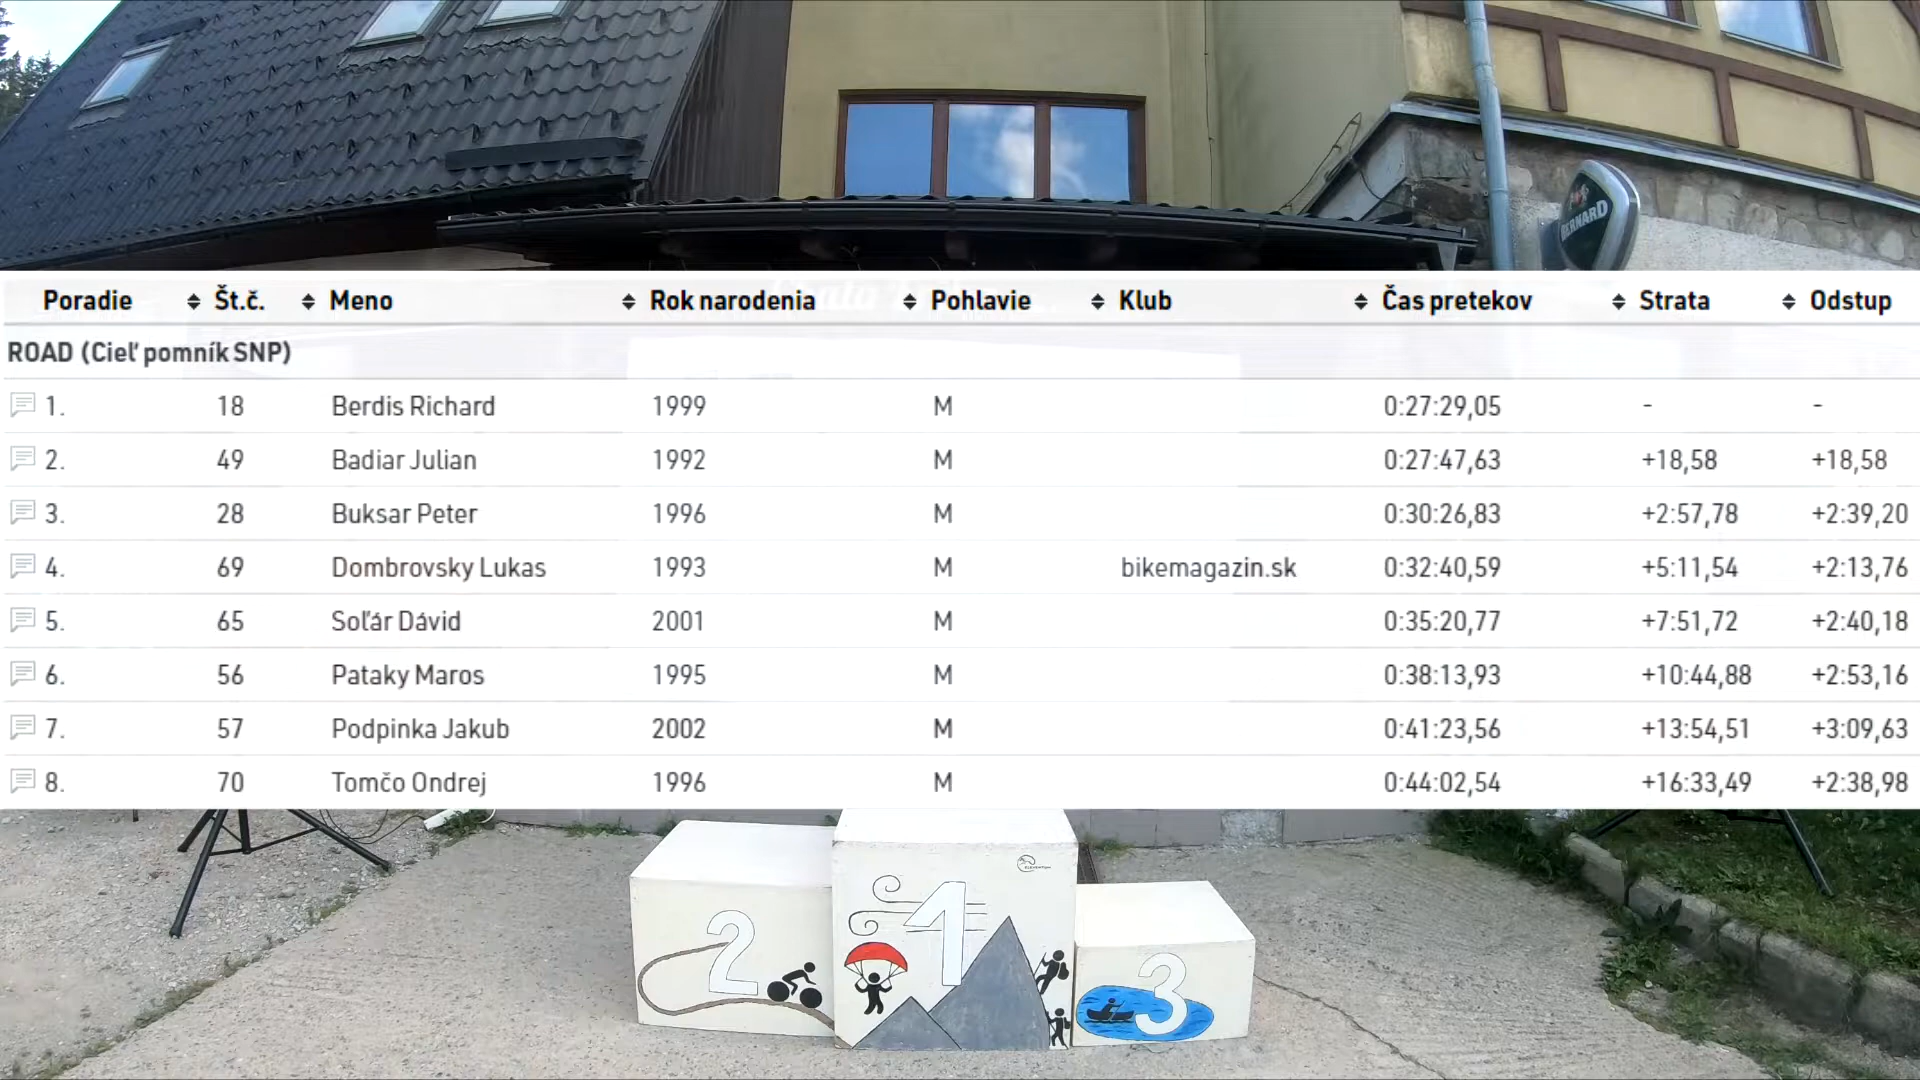 BERNARD
Poradie Št.č. Meno Rok narodenia Pohlavie Klub Čas pretekov Strata Odstup
ROAD (Cieľ pomník SNP)
1. 18 Berdis Richard 1999 M 0:27:29,05 - -
2. 49 Badiar Julian 1992 M 0:27:47,63 +18,58 +18,58
3. 28 Buksar Peter 1996 M 0:30:26,83 +2:57,78 +2:39,20
4. 69 Dombrovsky Lukas 1993 M bikemagazin.sk 0:32:40,59 +5:11,54 +2:13,76
5. 65 Soľár Dávid 2001 M 0:35:20,77 +7:51,72 +2:40,18
6. 56 Pataky Maros 1995 M 0:38:13,93 +10:44,88 +2:53,16
7. 57 Podpinka Jakub 2002 M 0:41:23,56 +13:54,51 +3:09,63
8. 70 Tomčo Ondrej 1996 M 0:44:02,54 +16:33,49 +2:38,98
2 1 3